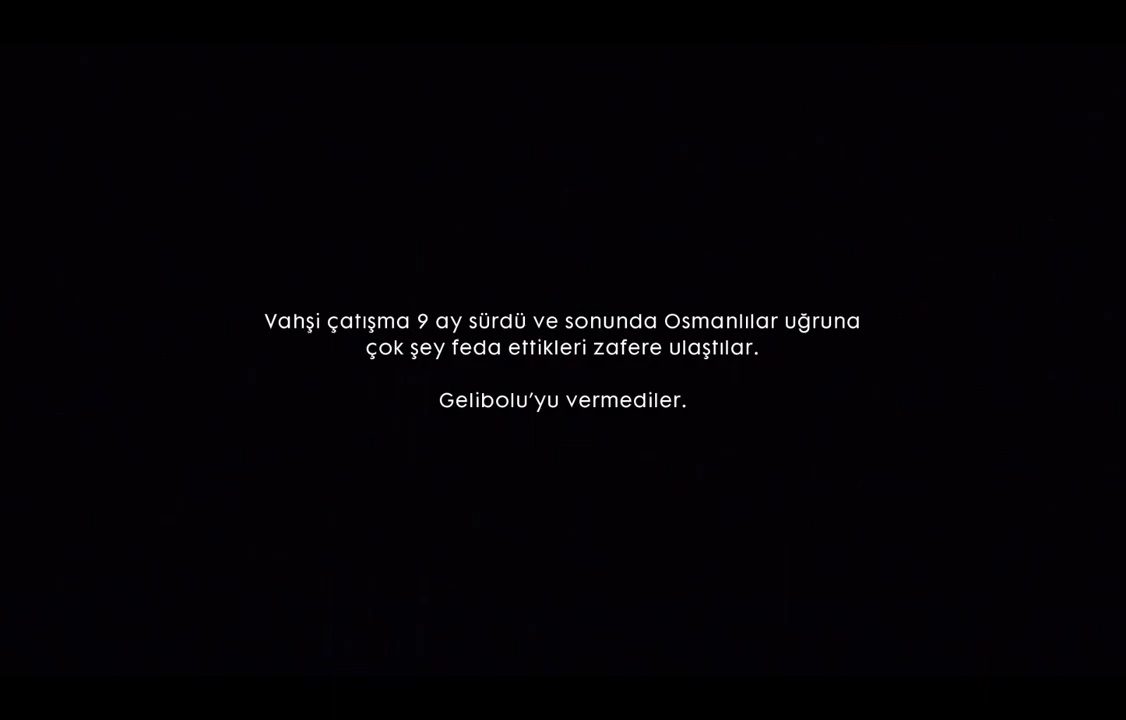 Vahşi çatışma 9 ay sürdü ve sonunda Osmanlılar uğruna
çok şey feda ettikleri zafere ulaştılar.
Gelibolu'yu vermediler.